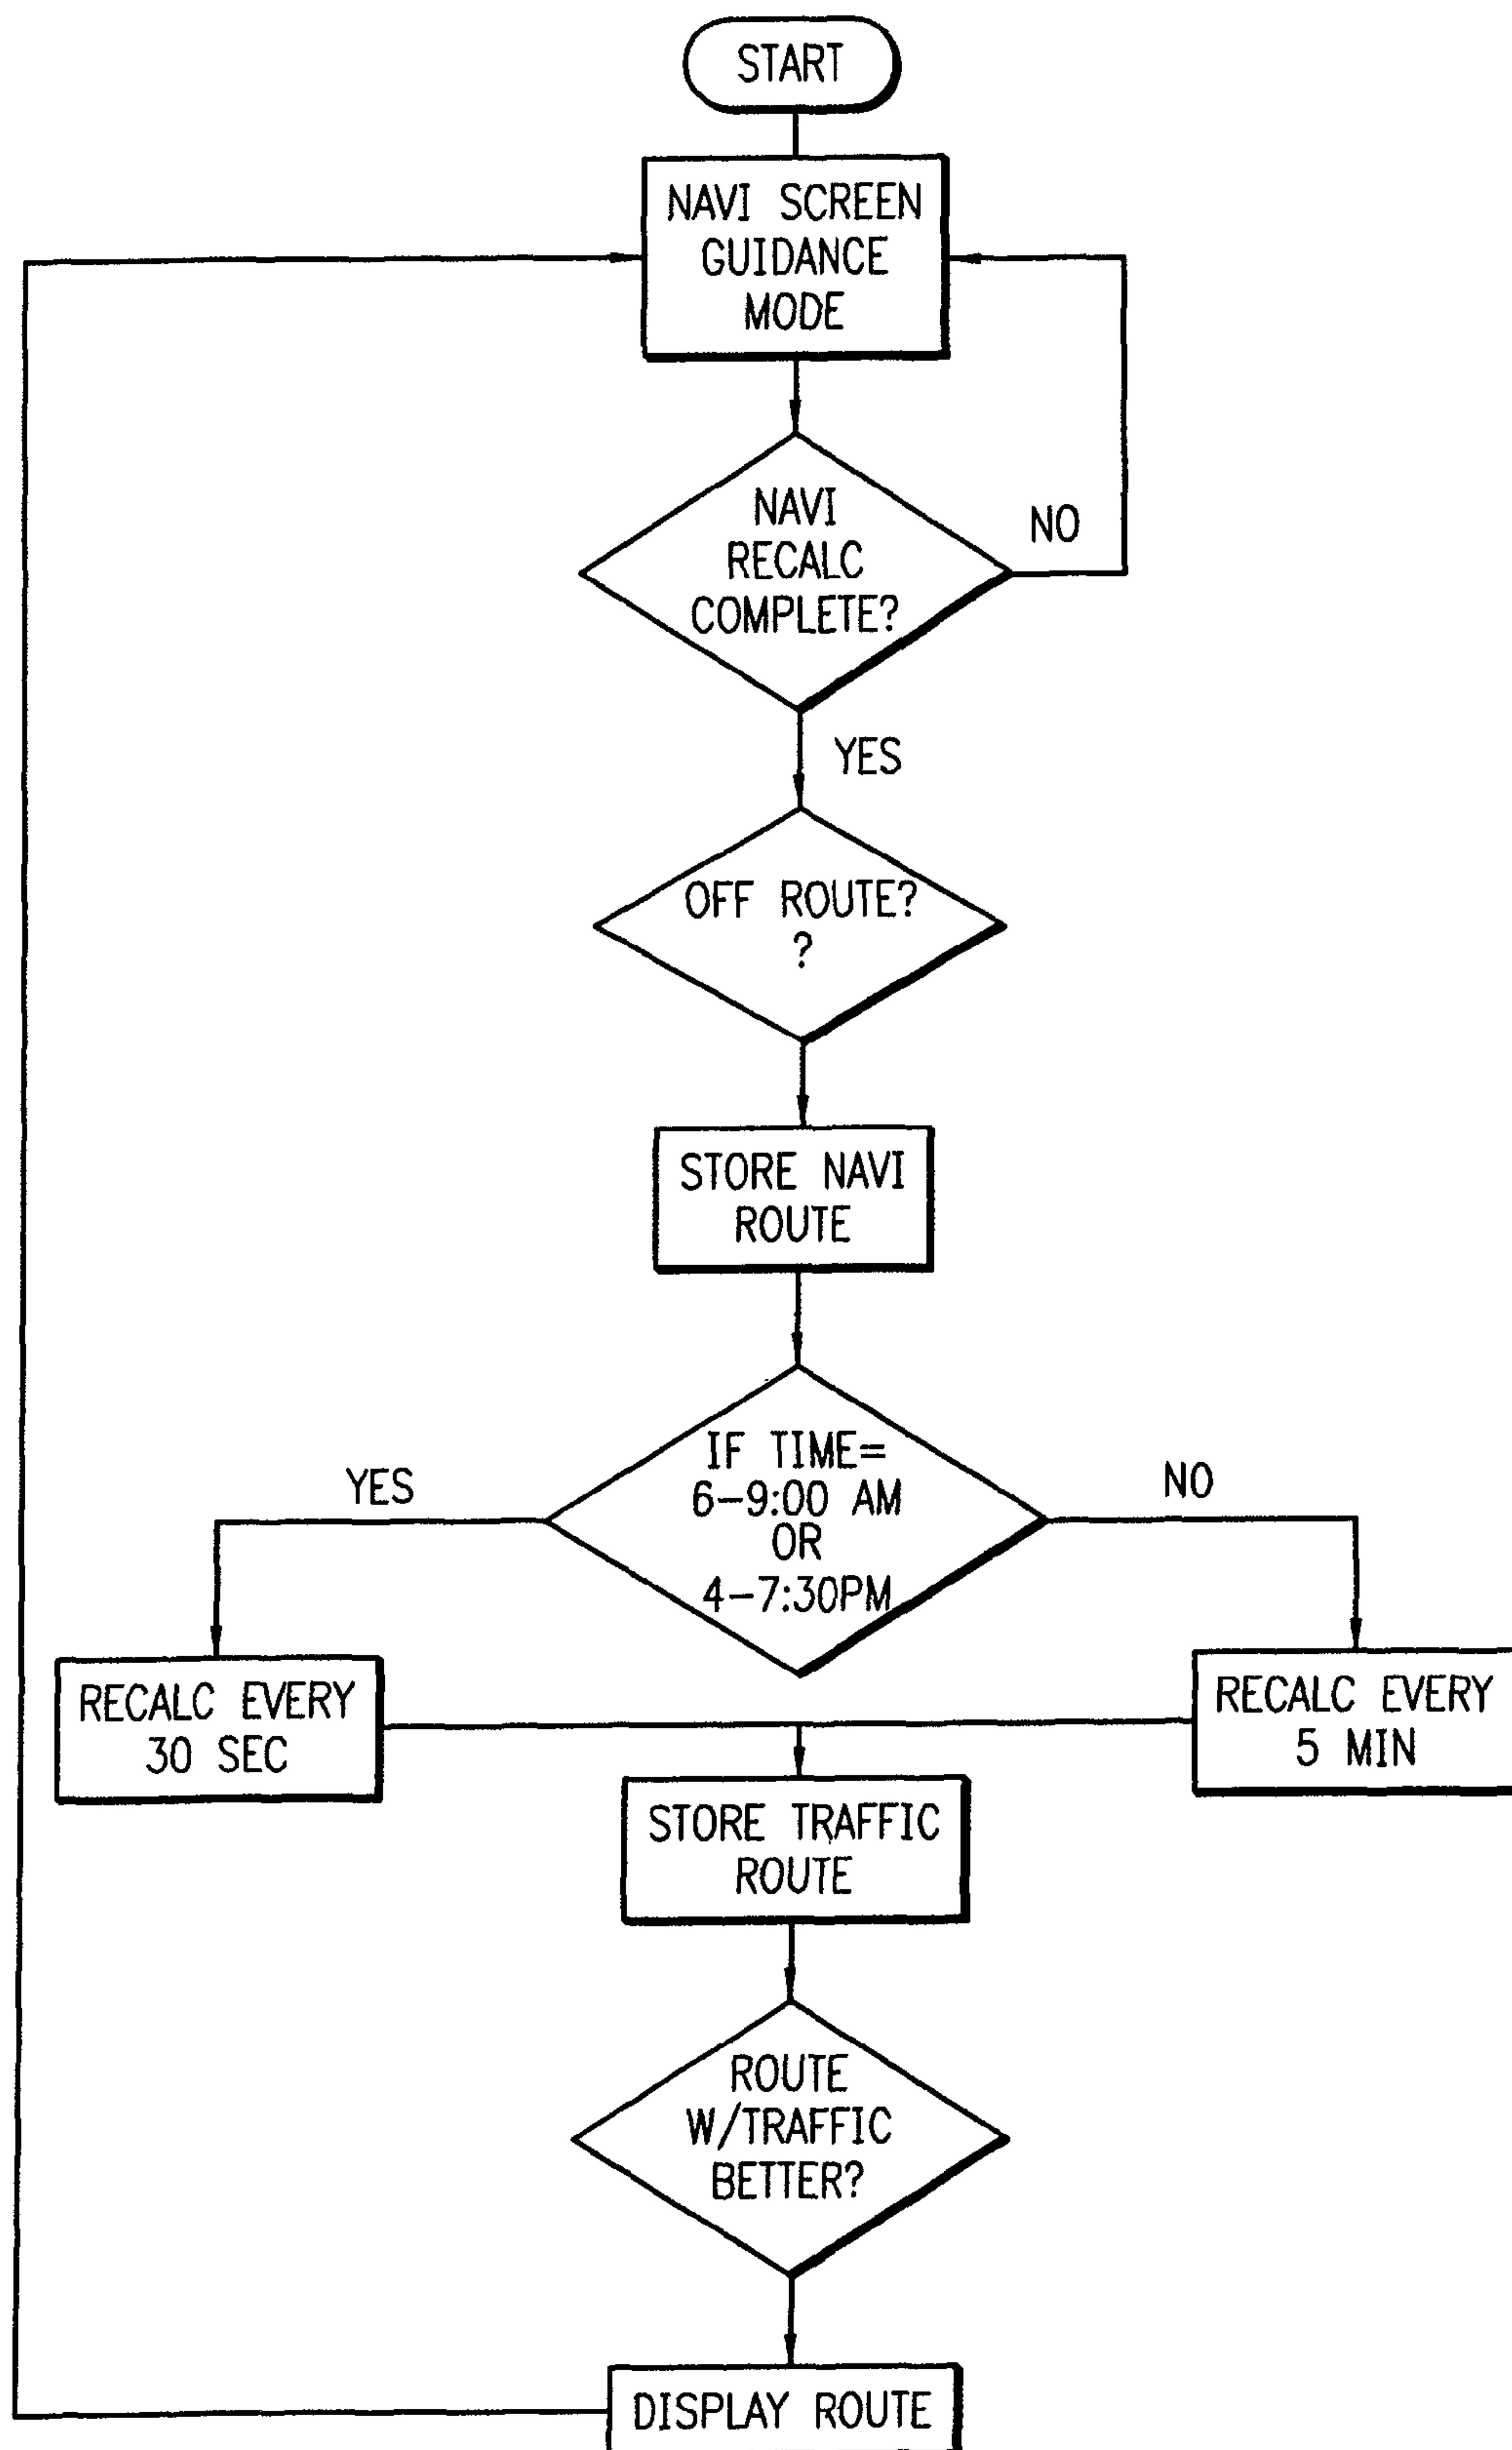 START
NAVI SCREEN
GUIDANCE
MODE
NAVI
RECALC
COMPLETE?
NO
YES
OFF ROUTE?
?
STORE NAVI
ROUTE
IF TIME=
6-9:00 AM
OR
4-7:30PM
YES
NO
RECALC EVERY
30 SEC
RECALC EVERY
5 MIN
STORE TRAFFIC
ROUTE
ROUTE
W/TRAFFIC
BETTER?
DISPLAY ROUTE